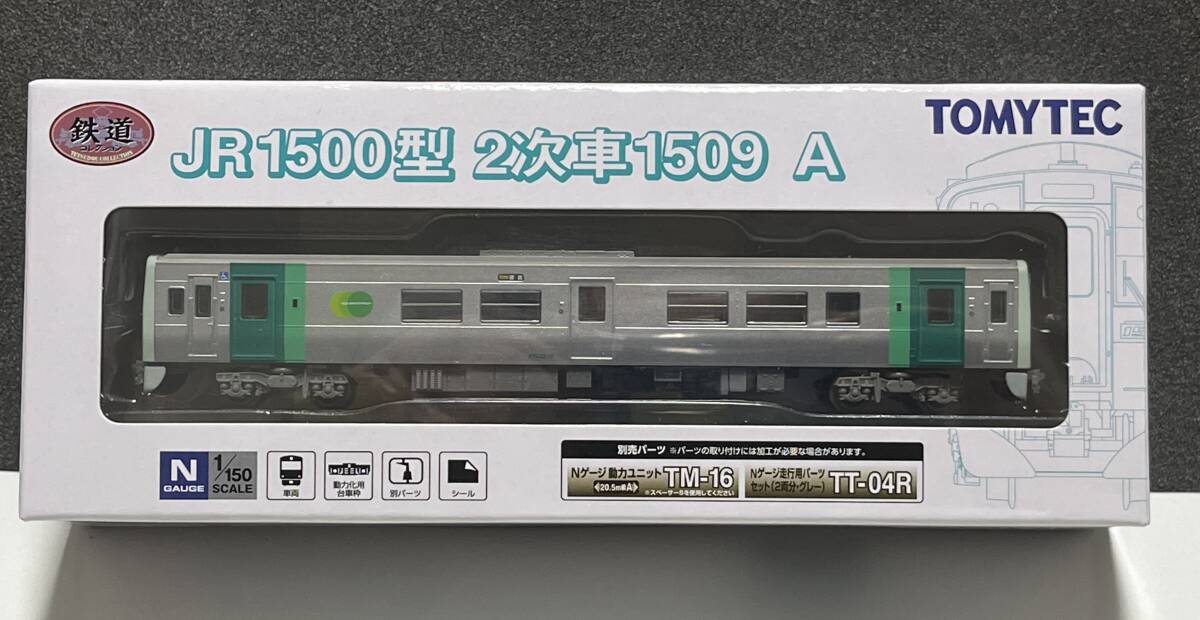 鉄道
コレクション
TETSUDOU COLLECTION
JR1500型 2次車1509 A
TOMYTEC
N
GAUGE
1/150
SCALE
車両
動力化用
台車枠
別パーツ
シール
別売パーツ ※パーツの取り付けには加工が必要な場合があります。
Nゲージ動力ユニット TM-16
<20.5m級A>
※スペーサーSを使用してください
Nゲージ走行用パーツ
セット(2両分・グレー) TT-04R